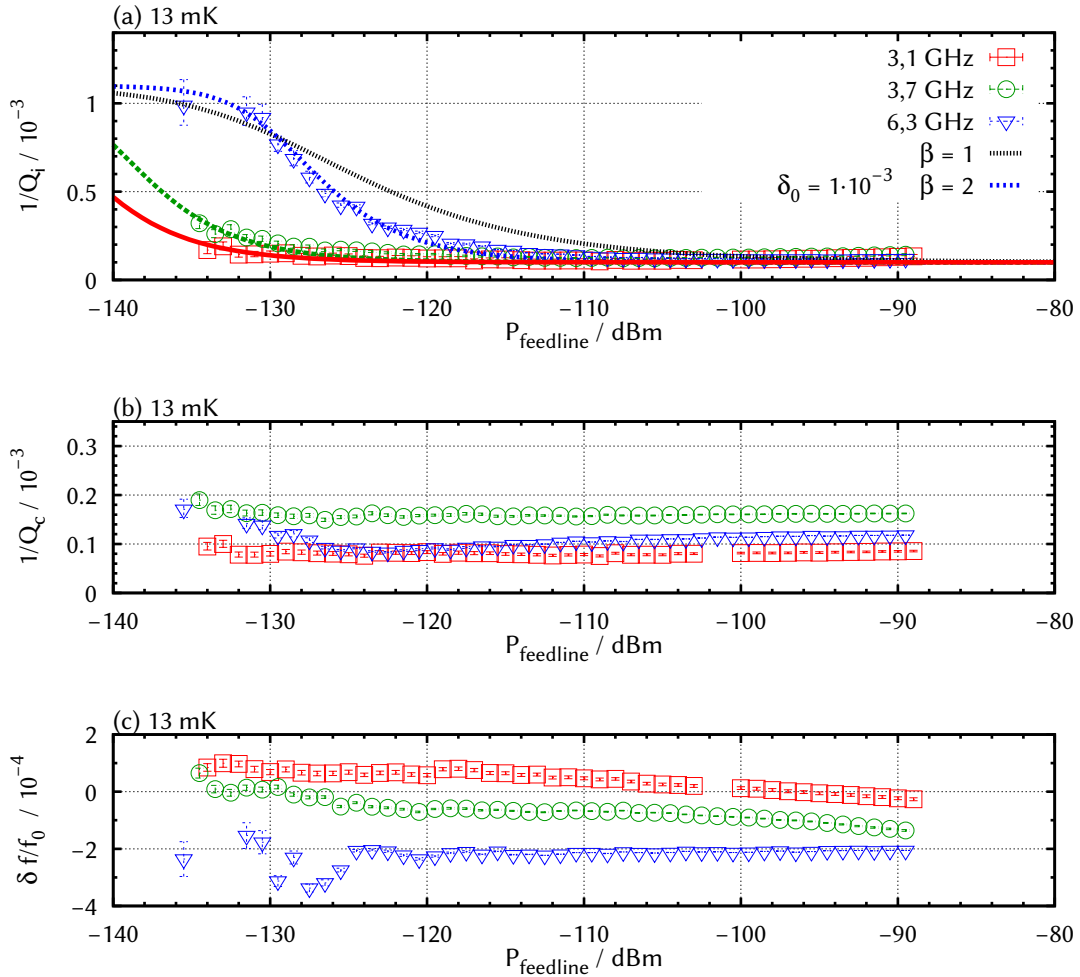 (a) 13 mK
1/Q_i / 10^−3
1
0.5
0.1
0
3,1 GHz
3,7 GHz
6,3 GHz
β = 1
δ_0 = 1·10^−3 β = 2
−140 −130 −120 −110 −100 −90 −80
P_feedline / dBm
(b) 13 mK
1/Q_c / 10^−3
0.3
0.2
0.1
0
−140 −130 −120 −110 −100 −90 −80
P_feedline / dBm
(c) 13 mK
δ f/f_0 / 10^−4
2
0
−2
−4
−140 −130 −120 −110 −100 −90 −80
P_feedline / dBm